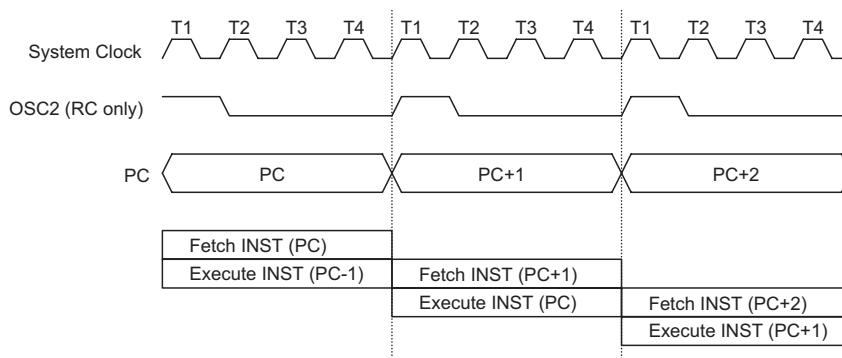 T1 T2 T3 T4 T1 T2 T3 T4 T1 T2 T3 T4
System Clock
OSC2 (RC only)
PC PC PC+1 PC+2
Fetch INST (PC)
Execute INST (PC-1) Fetch INST (PC+1)
Execute INST (PC) Fetch INST (PC+2)
Execute INST (PC+1)